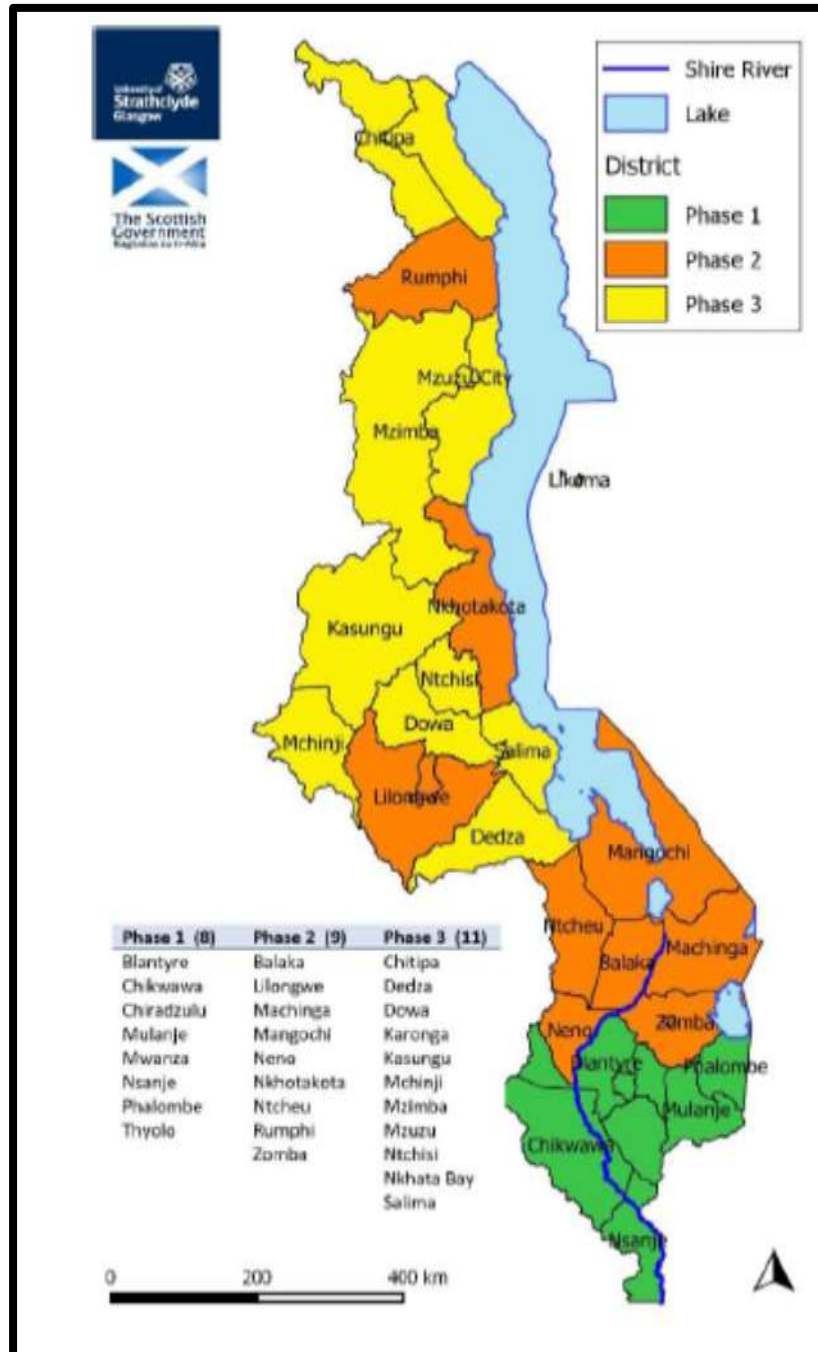 University of
Strathclyde
Glasgow
The Scottish
Government
Shire River
Lake
District
Phase 1
Phase 2
Phase 3
Chitipa
Rumphi
Mzuzu City
Mzimba
Likoma
Nkhotakota
Kasungu
Ntchisi
Dowa
Mchinji
Salima
Lilongwe
Dedza
Mangochi
Ntcheu
Machinga
Balaka
Zomba
Neno
Blantyre
Phalombe
Mulanje
Chikwawa
Nsanje
Phase 1 (8) Phase 2 (9) Phase 3 (11)
Blantyre Balaka Chitipa
Chikwawa Lilongwe Dedza
Chiradzulu Machinga Dowa
Mulanje Mangochi Karonga
Mwanza Neno Kasungu
Nsanje Nkhotakota Mchinji
Phalombe Ntcheu Mzimba
Thyolo Rumphi Mzuzu
Zomba Ntchisi
Nkhata Bay
Salima
0 200 400 km